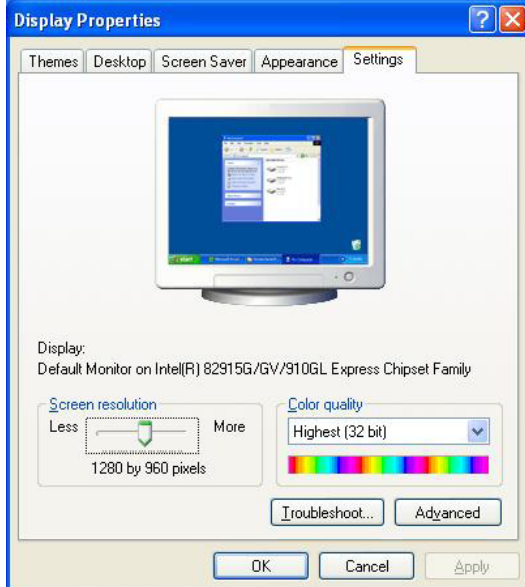 Display Properties
Themes Desktop Screen Saver Appearance Settings
Display:
Default Monitor on Intel(R) 82915G/GV/910GL Express Chipset Family
Screen resolution
Less More
1280 by 960 pixels
Color quality
Highest (32 bit)
Troubleshoot... Advanced
OK Cancel Apply